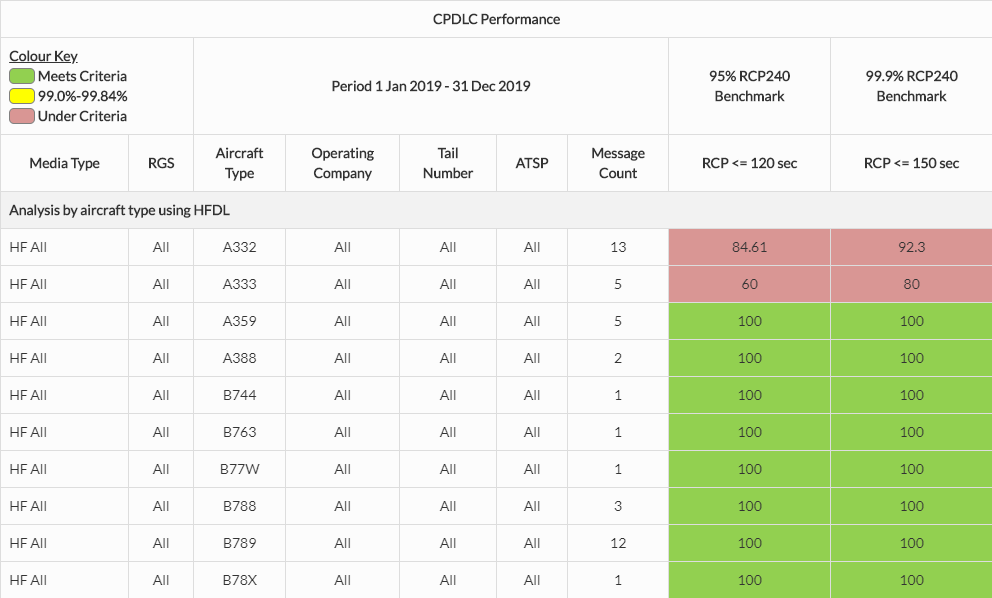 CPDLC Performance
Colour Key
Meets Criteria
99.0%-99.84%
Under Criteria
Period 1 Jan 2019 - 31 Dec 2019
95% RCP240
Benchmark
99.9% RCP240
Benchmark
Media Type RGS Aircraft Type Operating Company Tail Number ATSP Message Count RCP <= 120 sec RCP <= 150 sec
Analysis by aircraft type using HFDL
HF All All A332 All All All 13 84.61 92.3
HF All All A333 All All All 5 60 80
HF All All A359 All All All 5 100 100
HF All All A388 All All All 2 100 100
HF All All B744 All All All 1 100 100
HF All All B763 All All All 1 100 100
HF All All B77W All All All 1 100 100
HF All All B788 All All All 3 100 100
HF All All B789 All All All 12 100 100
HF All All B78X All All All 1 100 100